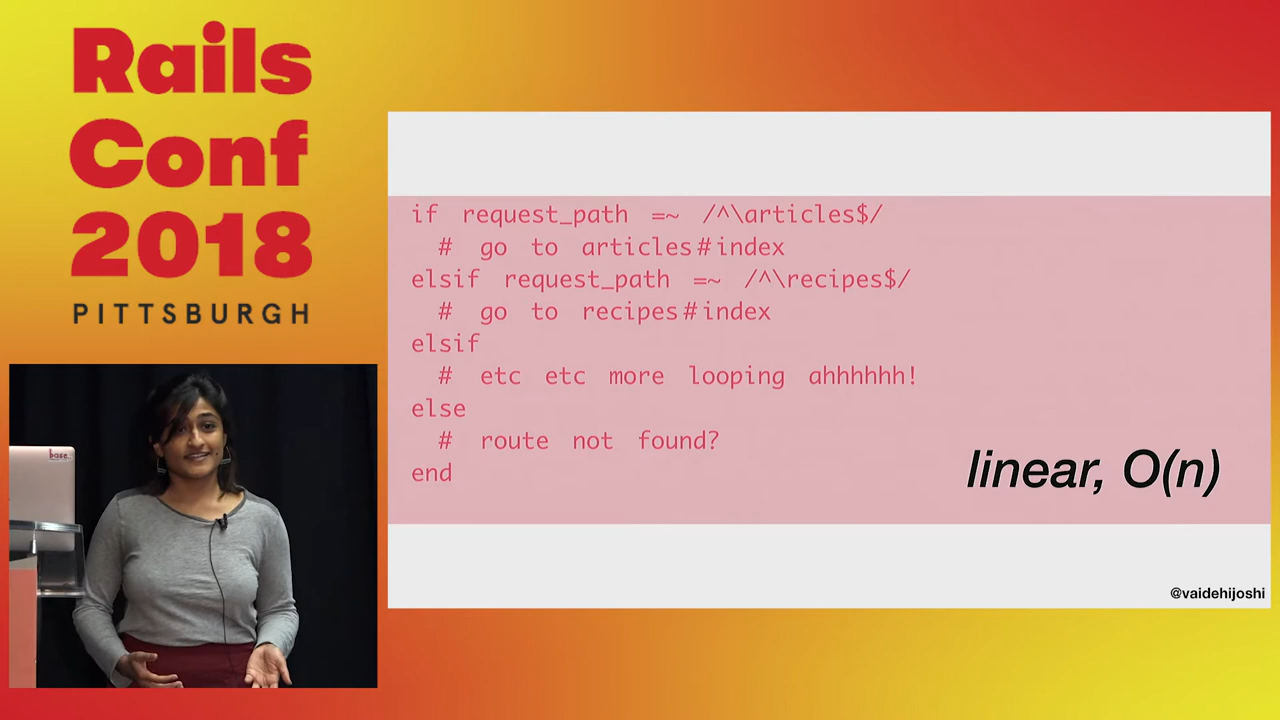 Rails
Conf
2018
PITTSBURGH
base.
if request_path =~ /^\articles$/
# go to articles#index
elsif request_path =~ /^\recipes$/
# go to recipes#index
elsif
# etc etc more looping ahhhhhh!
else
# route not found?
end
linear, O(n)
@vaidehijoshi